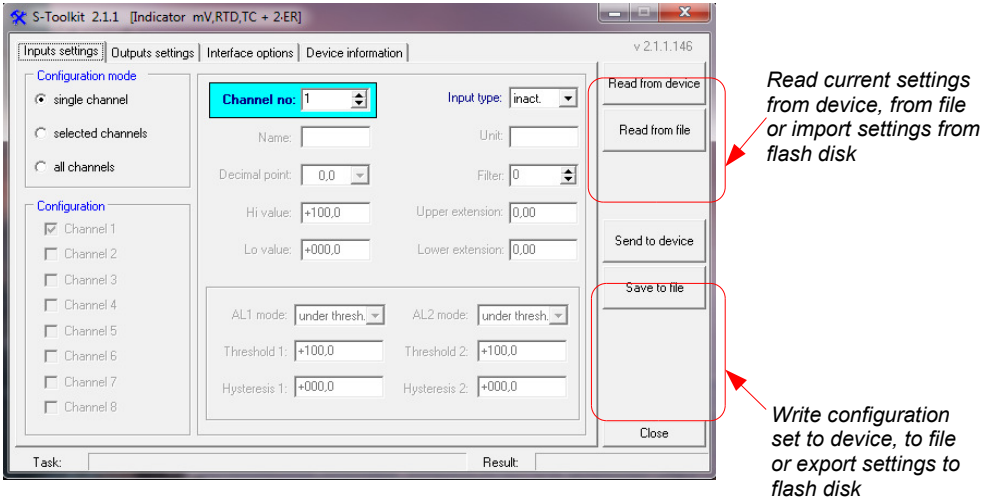 S-Toolkit 2.1.1 [Indicator mV,RTD,TC + 2·ER]
Inputs settings Outputs settings Interface options Device information
v 2.1.1.146
Configuration mode
single channel
selected channels
all channels
Configuration
Channel 1
Channel 2
Channel 3
Channel 4
Channel 5
Channel 6
Channel 7
Channel 8
Channel no: 1 Input type: inact.
Name: Unit:
Decimal point: 0,0 Filter: 0
Hi value: +100,0 Upper extension: 0,00
Lo value: +000,0 Lower extension: 0,00
AL1 mode: under thresh. AL2 mode: under thresh.
Threshold 1: +100,0 Threshold 2: +100,0
Hysteresis 1: +000,0 Hysteresis 2: +000,0
Read from device
Read from file
Send to device
Save to file
Close
Task: Result:
Read current settings
from device, from file
or import settings from
flash disk
Write configuration
set to device, to file
or export settings to
flash disk